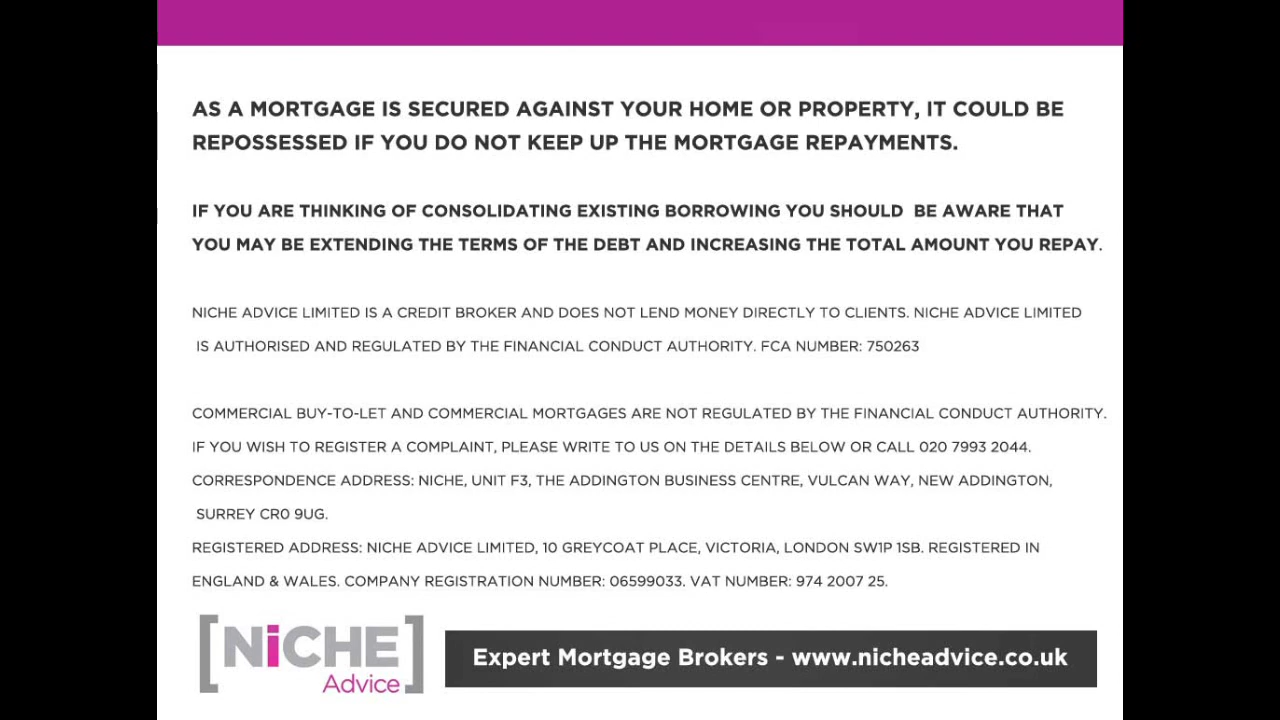 AS A MORTGAGE IS SECURED AGAINST YOUR HOME OR PROPERTY, IT COULD BE
REPOSSESSED IF YOU DO NOT KEEP UP THE MORTGAGE REPAYMENTS.
IF YOU ARE THINKING OF CONSOLIDATING EXISTING BORROWING YOU SHOULD BE AWARE THAT
YOU MAY BE EXTENDING THE TERMS OF THE DEBT AND INCREASING THE TOTAL AMOUNT YOU REPAY.
NICHE ADVICE LIMITED IS A CREDIT BROKER AND DOES NOT LEND MONEY DIRECTLY TO CLIENTS. NICHE ADVICE LIMITED
IS AUTHORISED AND REGULATED BY THE FINANCIAL CONDUCT AUTHORITY. FCA NUMBER: 750263
COMMERCIAL BUY-TO-LET AND COMMERCIAL MORTGAGES ARE NOT REGULATED BY THE FINANCIAL CONDUCT AUTHORITY.
IF YOU WISH TO REGISTER A COMPLAINT, PLEASE WRITE TO US ON THE DETAILS BELOW OR CALL 020 7993 2044.
CORRESPONDENCE ADDRESS: NICHE, UNIT F3, THE ADDINGTON BUSINESS CENTRE, VULCAN WAY, NEW ADDINGTON,
SURREY CR0 9UG.
REGISTERED ADDRESS: NICHE ADVICE LIMITED, 10 GREYCOAT PLACE, VICTORIA, LONDON SW1P 1SB. REGISTERED IN
ENGLAND & WALES. COMPANY REGISTRATION NUMBER: 06599033. VAT NUMBER: 974 2007 25.
[NiCHE]
Advice
Expert Mortgage Brokers - www.nicheadvice.co.uk